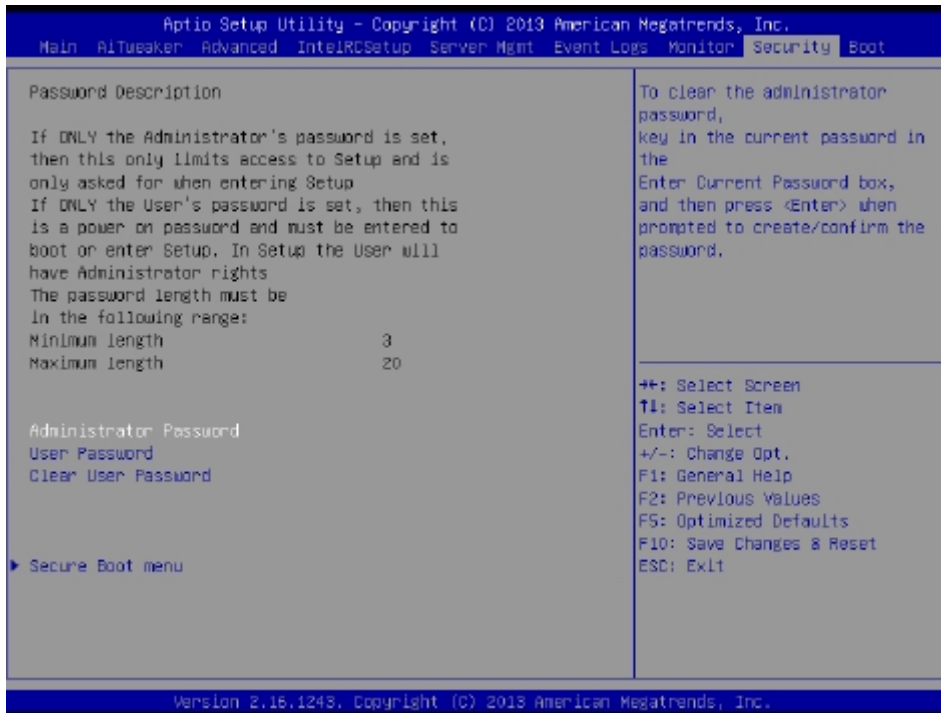 Aptio Setup Utility - Copyright (C) 2013 American Megatrends, Inc.
Main AiTweaker Advanced IntelRCSetup Server Mgmt Event Logs Monitor Security Boot
Password Description
If ONLY the Administrator's password is set,
then this only limits access to Setup and is
only asked for when entering Setup
If ONLY the User's password is set, then this
is a power on password and must be entered to
boot or enter Setup. In Setup the User will
have Administrator rights
The password length must be
in the following range:
Minimum length 3
Maximum length 20
Administrator Password
User Password
Clear User Password
► Secure Boot menu
To clear the administrator
password,
key in the current password in
the
Enter Current Password box,
and then press <Enter> when
prompted to create/confirm the
password.
→←: Select Screen
↑↓: Select Item
Enter: Select
+/-: Change Opt.
F1: General Help
F2: Previous Values
F5: Optimized Defaults
F10: Save Changes & Reset
ESC: Exit
Version 2.16.1243. Copyright (C) 2013 American Megatrends, Inc.